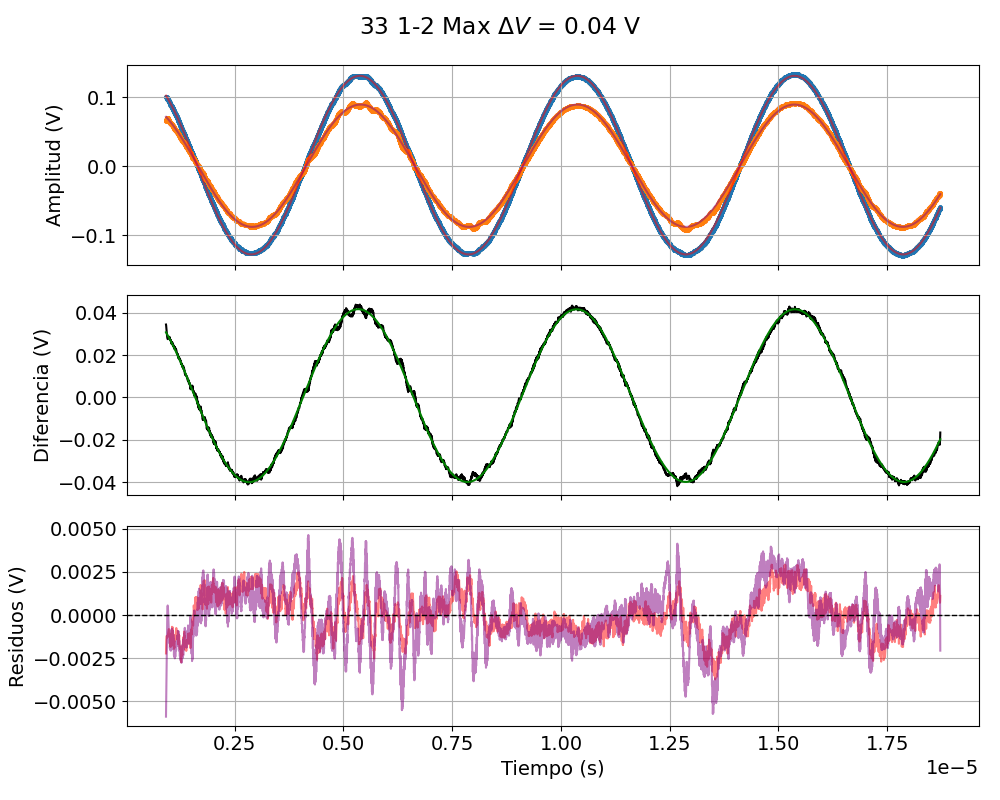 33 1-2 Max ΔV = 0.04 V
Amplitud (V)
0.1
0.0
−0.1
Diferencia (V)
0.04
0.02
0.00
−0.02
−0.04
Residuos (V)
0.0050
0.0025
0.0000
−0.0025
−0.0050
0.25 0.50 0.75 1.00 1.25 1.50 1.75
1e−5
Tiempo (s)